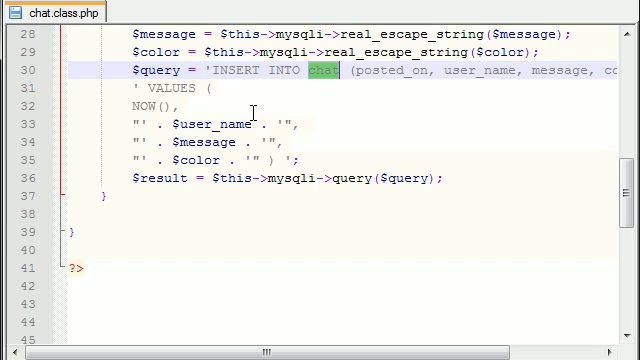 chat.class.php
28 $message = $this->mysqli->real_escape_string($message);
29 $color = $this->mysqli->real_escape_string($color);
30 $query = 'INSERT INTO chat (posted_on, user_name, message, co
31 ' VALUES (
32 NOW(),
33 "' . $user_name . '",
34 "' . $message . '",
35 "' . $color . '" ) ';
36 $result = $this->mysqli->query($query);
37 }
38
39 }
40
41 ?>
42
43
44
45